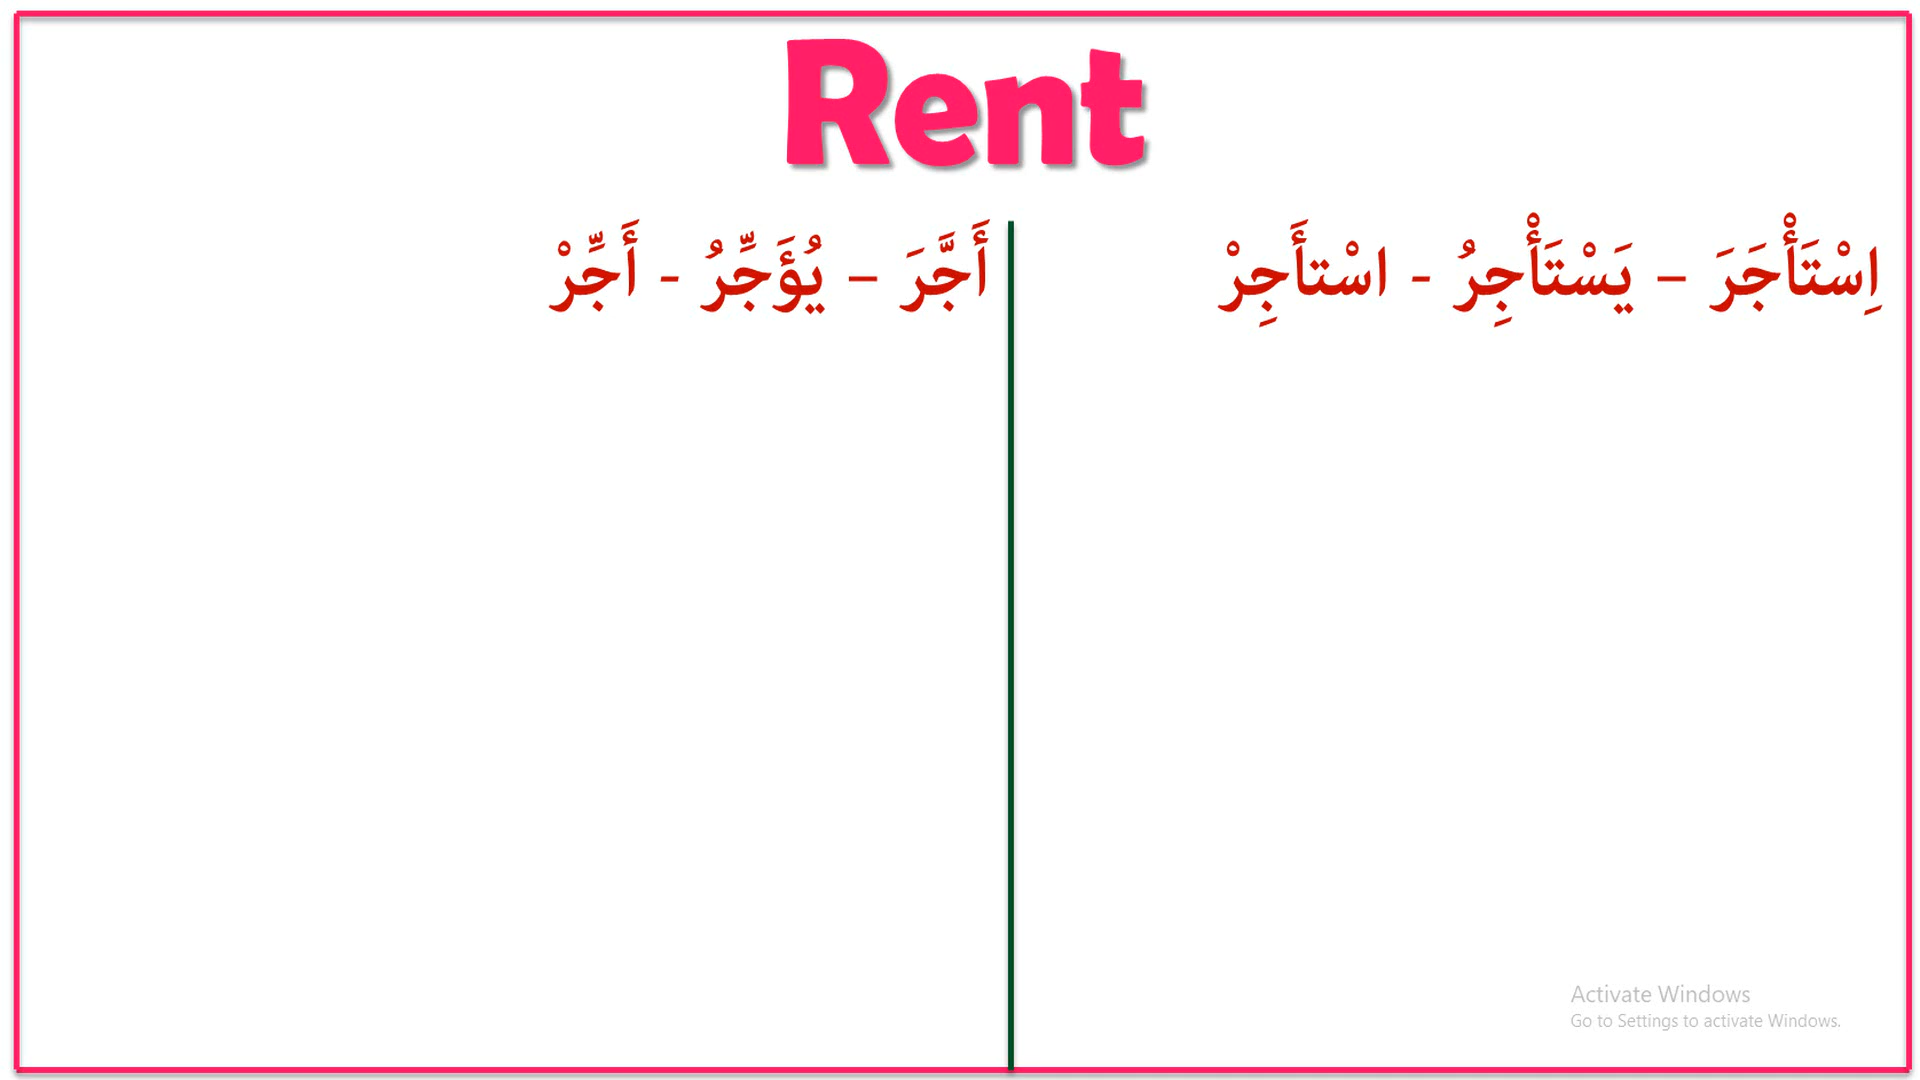 Rent
اِسْتَأْجَرَ – يَسْتَأْجِرُ - اسْتأَجِرْ
أَجَّرَ – يُؤَجِّرُ - أَجِّرْ
Activate Windows
Go to Settings to activate Windows.